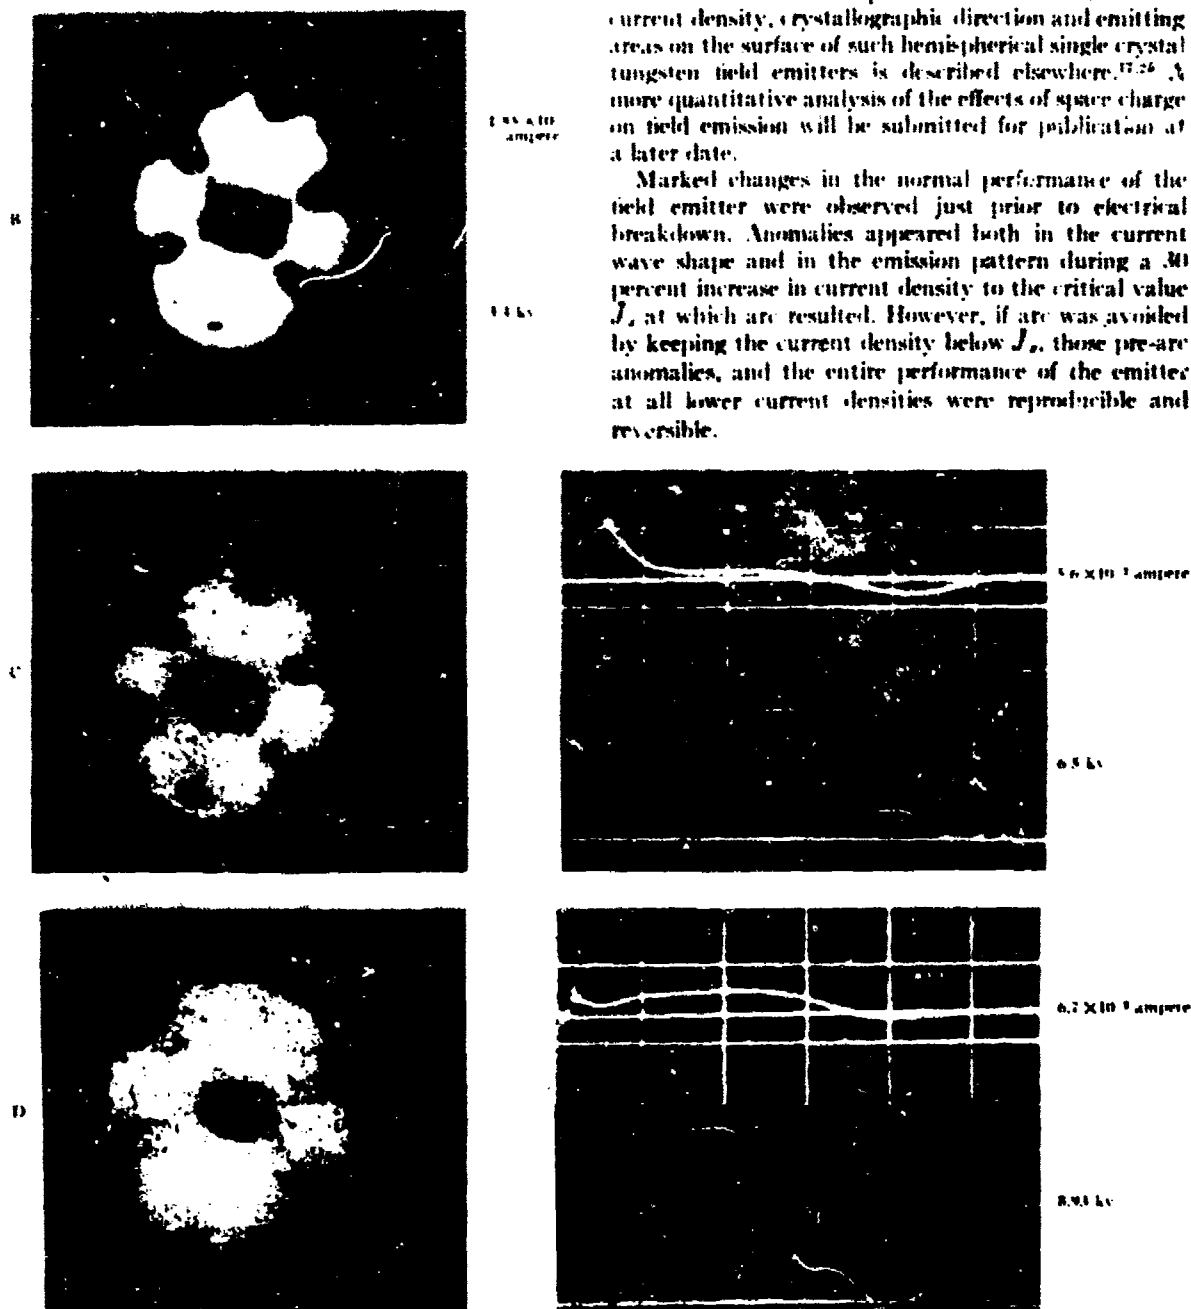 current density, crystallographic direction and emitting
areas on the surface of such hemispherical single crystal
tungsten field emitters is described elsewhere.17,26 A
more quantitative analysis of the effects of space charge
on field emission will be submitted for publication at
a later date.
Marked changes in the normal performance of the
field emitter were observed just prior to electrical
breakdown. Anomalies appeared both in the current
wave shape and in the emission pattern during a 30
percent increase in current density to the critical value
at which arc resulted. However, if arc was avoided
by keeping the current density below those pre-arc
anomalies, and the entire performance of the emitter
at all lower current densities were reproducible and
reversible.
B
ampere
kv
C
ampere
6.5 kv
D
ampere
kv